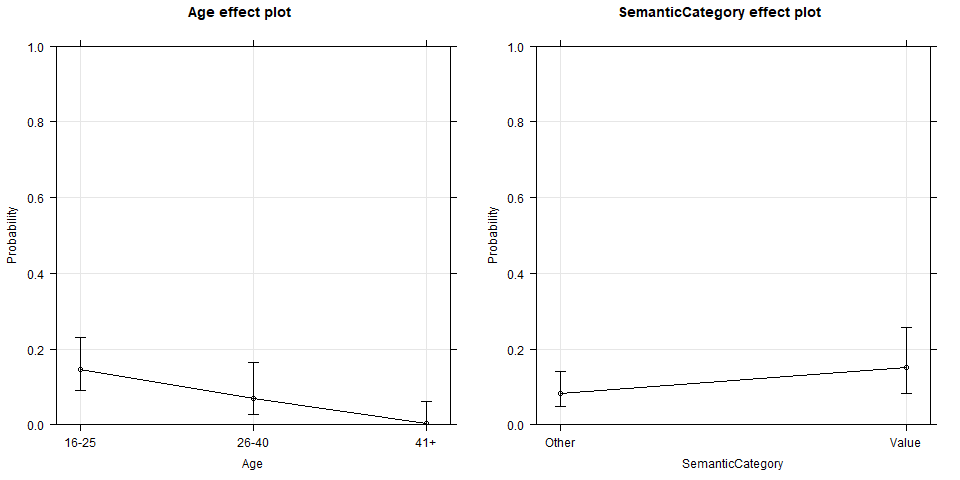 Age effect plot
1.0
0.8
0.6
0.4
0.2
0.0
Probability
16-25
26-40
41+
Age
SemanticCategory effect plot
1.0
0.8
0.6
0.4
0.2
0.0
Probability
Other
Value
SemanticCategory